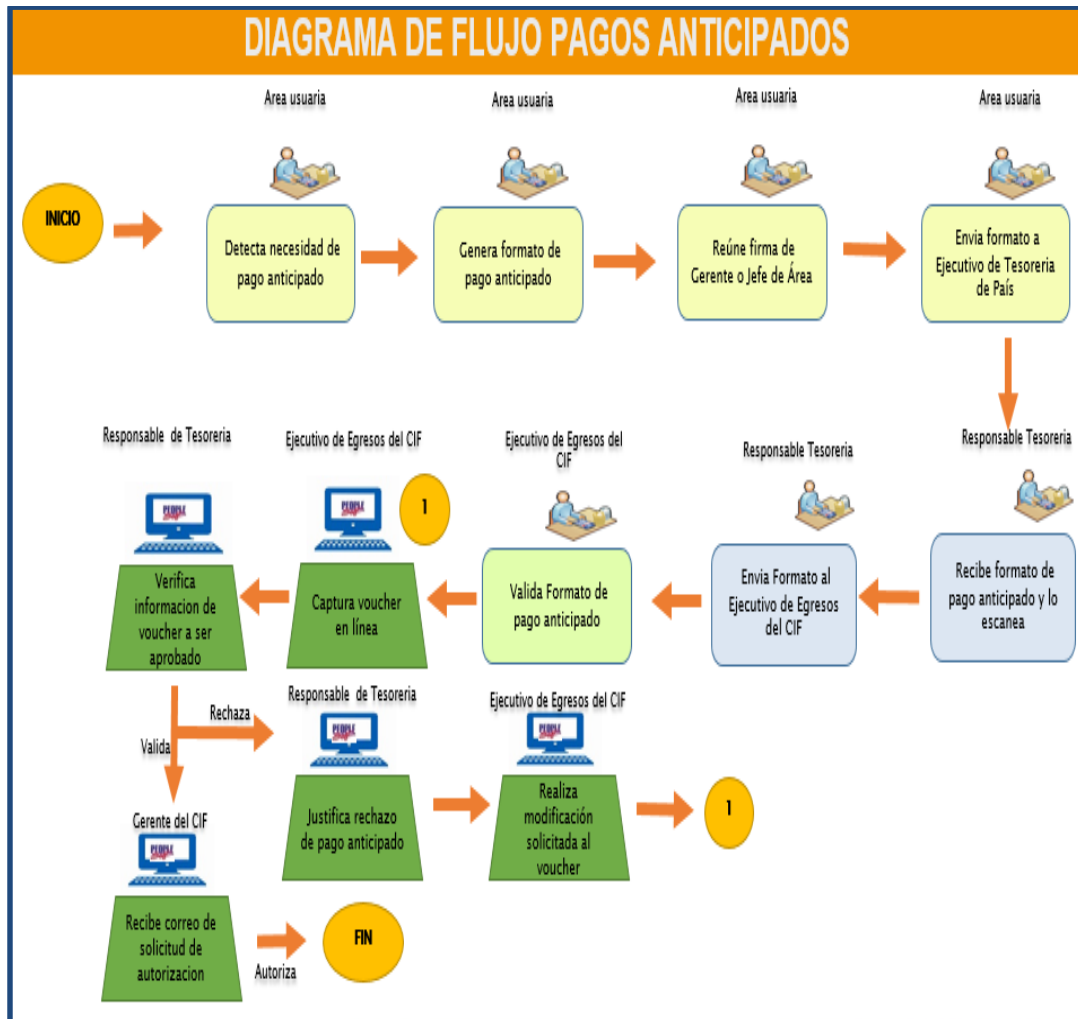 DIAGRAMA DE FLUJO PAGOS ANTICIPADOS
Area usuaria
Area usuaria
Area usuaria
Area usuaria
INICIO
Detecta necesidad de
pago anticipado
Genera formato de
pago anticipado
Reúne firma de
Gerente o Jefe de Área
Envia formato a
Ejecutivo de Tesoreria
de País
Responsable Tesoreria
Recibe formato de
pago anticipado y lo
escanea
Responsable Tesoreria
Envia Formato al
Ejecutivo de Egresos
del CIF
Ejecutivo de Egresos del
CIF
Valida Formato de
pago anticipado
Ejecutivo de Egresos del CIF
PEOPLE
1
Captura voucher
en línea
Responsable de Tesoreria
PEOPLE
Verifica
informacion de
voucher a ser
aprobado
Rechaza
Valida
Responsable de Tesoreria
PEOPLE
Justifica rechazo
de pago anticipado
Ejecutivo de Egresos del CIF
PEOPLE
Realiza
modificación
solicitada al
voucher
1
Gerente del CIF
PEOPLE
Recibe correo de
solicitud de
autorizacion
Autoriza
FIN